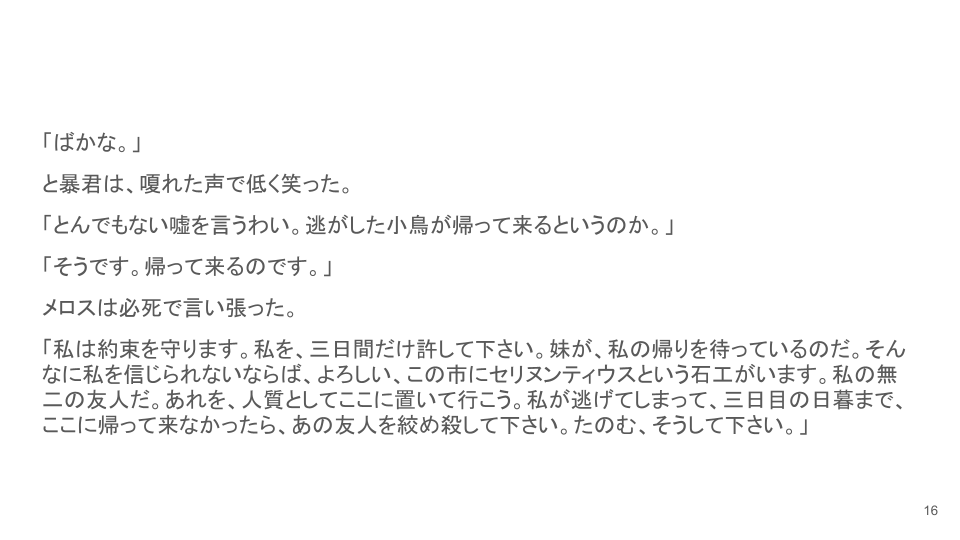 「ばかな。」
と暴君は、嗄れた声で低く笑った。
「とんでもない嘘を言うわい。逃がした小鳥が帰って来るというのか。」
「そうです。帰って来るのです。」
メロスは必死で言い張った。
「私は約束を守ります。私を、三日間だけ許して下さい。妹が、私の帰りを待っているのだ。そん
なに私を信じられないならば、よろしい、この市にセリヌンティウスという石工がいます。私の無
二の友人だ。あれを、人質としてここに置いて行こう。私が逃げてしまって、三日目の日暮まで、
ここに帰って来なかったら、あの友人を絞め殺して下さい。たのむ、そうして下さい。」
16